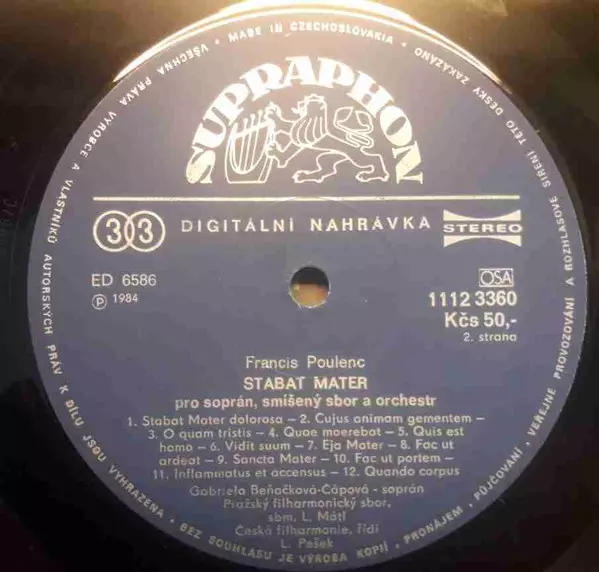 VŠECHNA PRÁVA VÝROBCE A VLASTNÍKŮ AUTORSKÝCH PRÁV K DÍLU JSOU VYHRAZENA • BEZ SOUHLASU JE VÝROBA KOPIÍ, PRONÁJEM, PŮJČOVÁNÍ, VEŘEJNÉ PROVOZOVÁNÍ A ROZHLASOVÉ ŠÍŘENÍ TÉTO DESKY ZAKÁZÁNO • MADE IN CZECHOSLOVAKIA •
SUPRAPHON
33 DIGITÁLNÍ NAHRÁVKA STEREO
ED 6586 OSA
Ⓟ 1984 1112 3360
Kčs 50,-
2. strana
Francis Poulenc
STABAT MATER
pro soprán, smíšený sbor a orchestr
1. Stabat Mater dolorosa – 2. Cujus animam gementem –
3. O quam tristis – 4. Quae maerebat – 5. Quis est
homo – 6. Vidit suum – 7. Eja Mater – 8. Fac ut
ardeat – 9. Sancta Mater – 10. Fac ut portem –
11. Inflammatus et accensus – 12. Quando corpus
Gabriela Beňačková-Čápová – soprán
Pražský filharmonický sbor,
sbm. L. Mátl
Česká filharmonie, řídí
L. Pešek